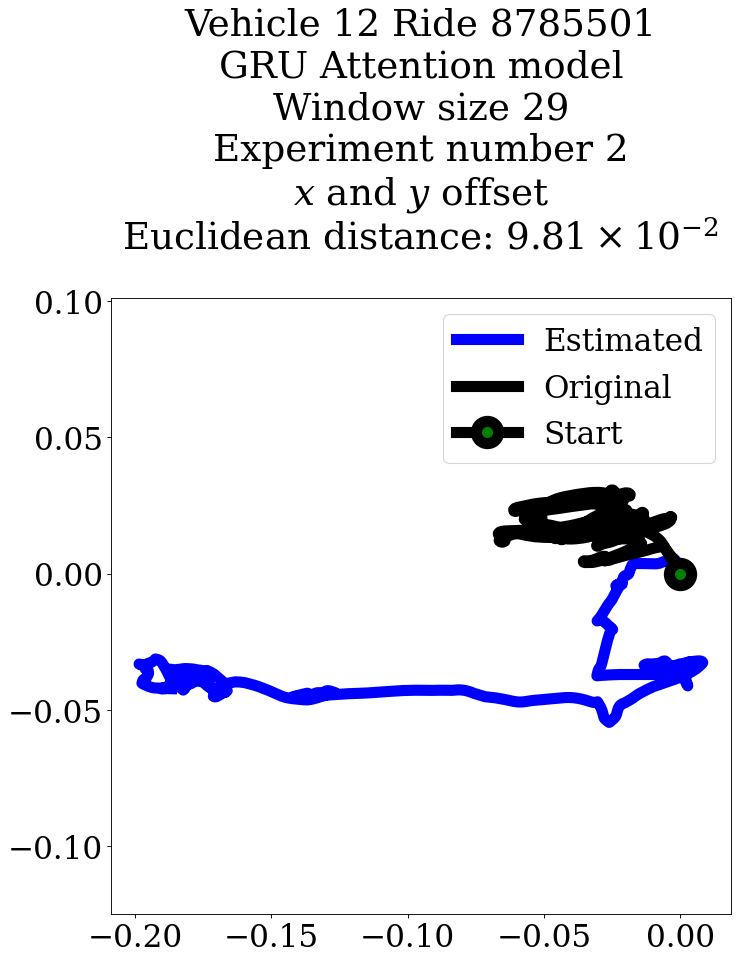 Vehicle 12 Ride 8785501
GRU Attention model
Window size 29
Experiment number 2
x and y offset
Euclidean distance: 9.81 × 10⁻²
0.10
0.05
0.00
−0.05
−0.10
Estimated
Original
Start
−0.20 −0.15 −0.10 −0.05 0.00